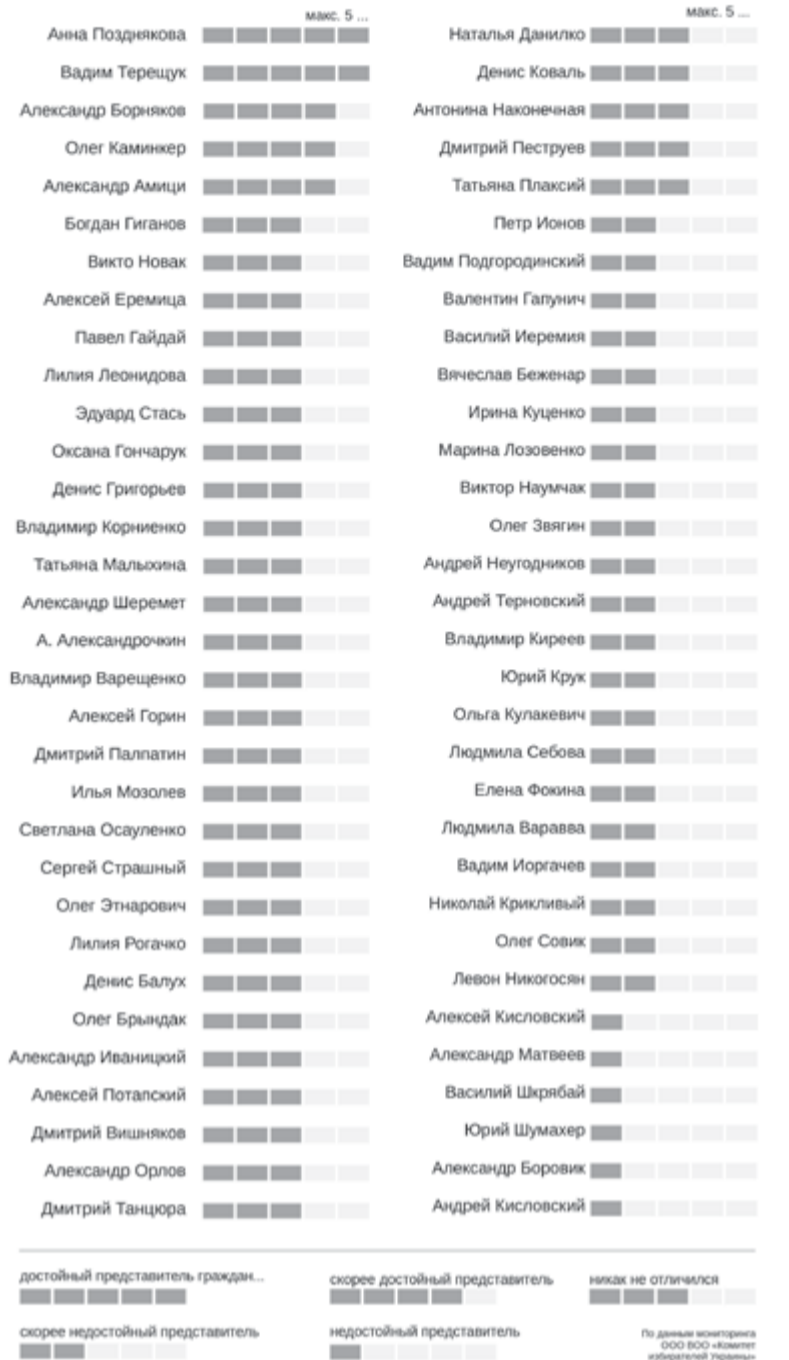 макс. 5 ...
Анна Позднякова
Вадим Терещук
Александр Борняков
Олег Каминкер
Александр Амици
Богдан Гиганов
Викто Новак
Алексей Еремица
Павел Гайдай
Лилия Леонидова
Эдуард Стась
Оксана Гончарук
Денис Григорьев
Владимир Корниенко
Татьяна Малыхина
Александр Шеремет
А. Александрочкин
Владимир Варещенко
Алексей Горин
Дмитрий Палпатин
Илья Мозолев
Светлана Осауленко
Сергей Страшный
Олег Этнарович
Лилия Рогачко
Денис Балух
Олег Брындак
Александр Иваницкий
Алексей Потапский
Дмитрий Вишняков
Александр Орлов
Дмитрий Танцюра
макс. 5 ...
Наталья Данилко
Денис Коваль
Антонина Наконечная
Дмитрий Пеструев
Татьяна Плаксий
Петр Ионов
Вадим Подгородинский
Валентин Гапунич
Василий Иеремия
Вячеслав Беженар
Ирина Куценко
Марина Лозовенко
Виктор Наумчак
Олег Звягин
Андрей Неугодников
Андрей Терновский
Владимир Киреев
Юрий Крук
Ольга Кулакевич
Людмила Себова
Елена Фокина
Людмила Варавва
Вадим Иоргачев
Николай Крикливый
Олег Совик
Левон Никогосян
Алексей Кисловский
Александр Матвеев
Василий Шкрябай
Юрий Шумахер
Александр Боровик
Андрей Кисловский
достойный представитель граждан...
скорее достойный представитель
никак не отличился
скорее недостойный представитель
недостойный представитель
По данным мониторинга
ООО ВОО «Комитет
избирателей Украины»